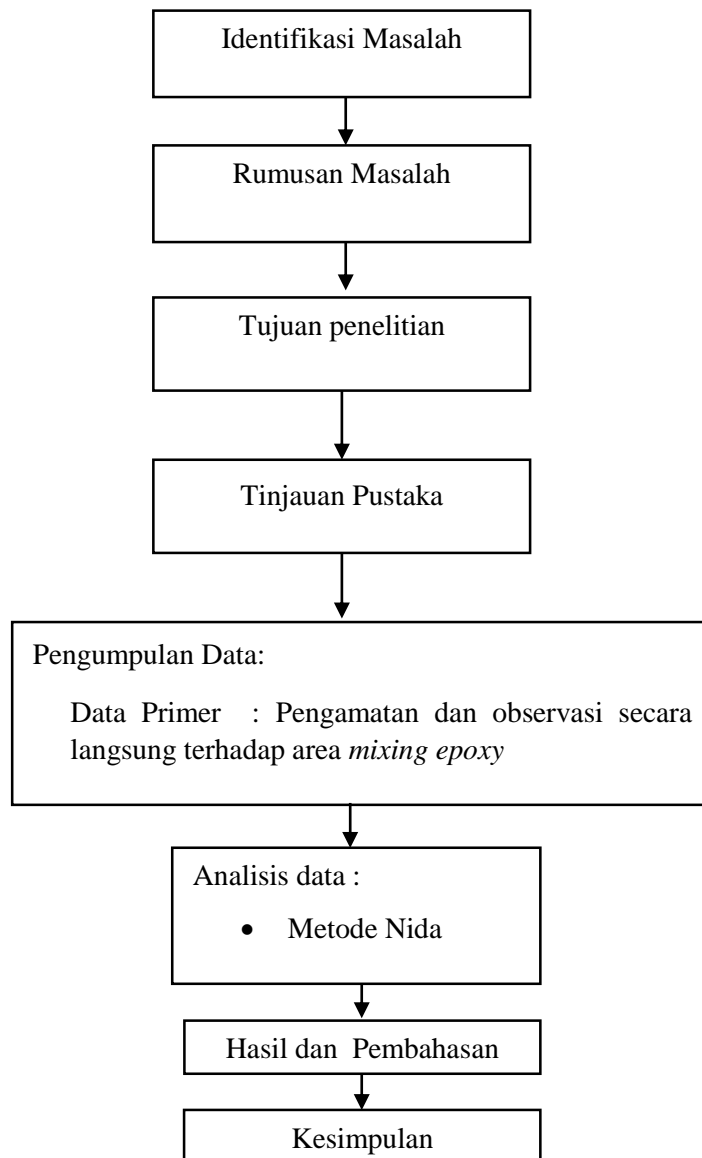 Identifikasi Masalah
Rumusan Masalah
Tujuan penelitian
Tinjauan Pustaka
Pengumpulan Data:
Data Primer : Pengamatan dan observasi secara
langsung terhadap area mixing epoxy
Analisis data :
• Metode Nida
Hasil dan Pembahasan
Kesimpulan